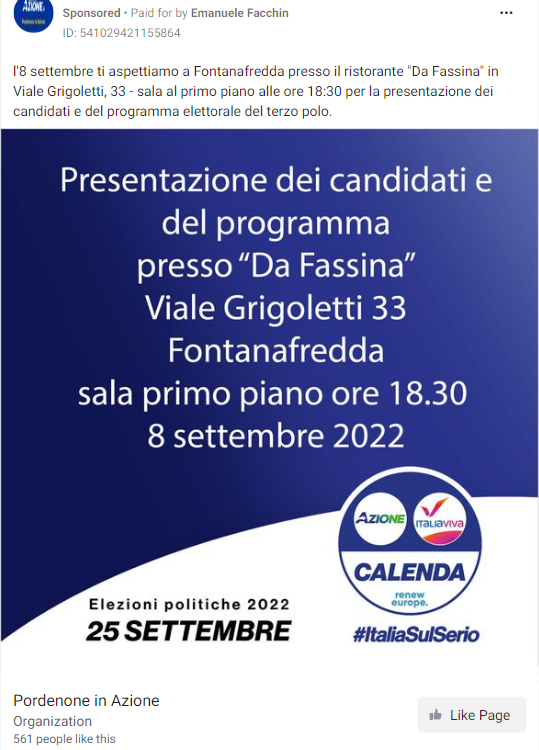 AZIONE
Pordenone in Azione
Sponsored • Paid for by Emanuele Facchin
ID: 541029421155864
l'8 settembre ti aspettiamo a Fontanafredda presso il ristorante "Da Fassina" in
Viale Grigoletti, 33 - sala al primo piano alle ore 18:30 per la presentazione dei
candidati e del programma elettorale del terzo polo.
Presentazione dei candidati e
del programma
presso “Da Fassina”
Viale Grigoletti 33
Fontanafredda
sala primo piano ore 18.30
8 settembre 2022
AZIONE
ITALIAVIVA
CALENDA
renew
europe.
Elezioni politiche 2022
25 SETTEMBRE
#ItaliaSulSerio
Pordenone in Azione
Organization
561 people like this
Like Page